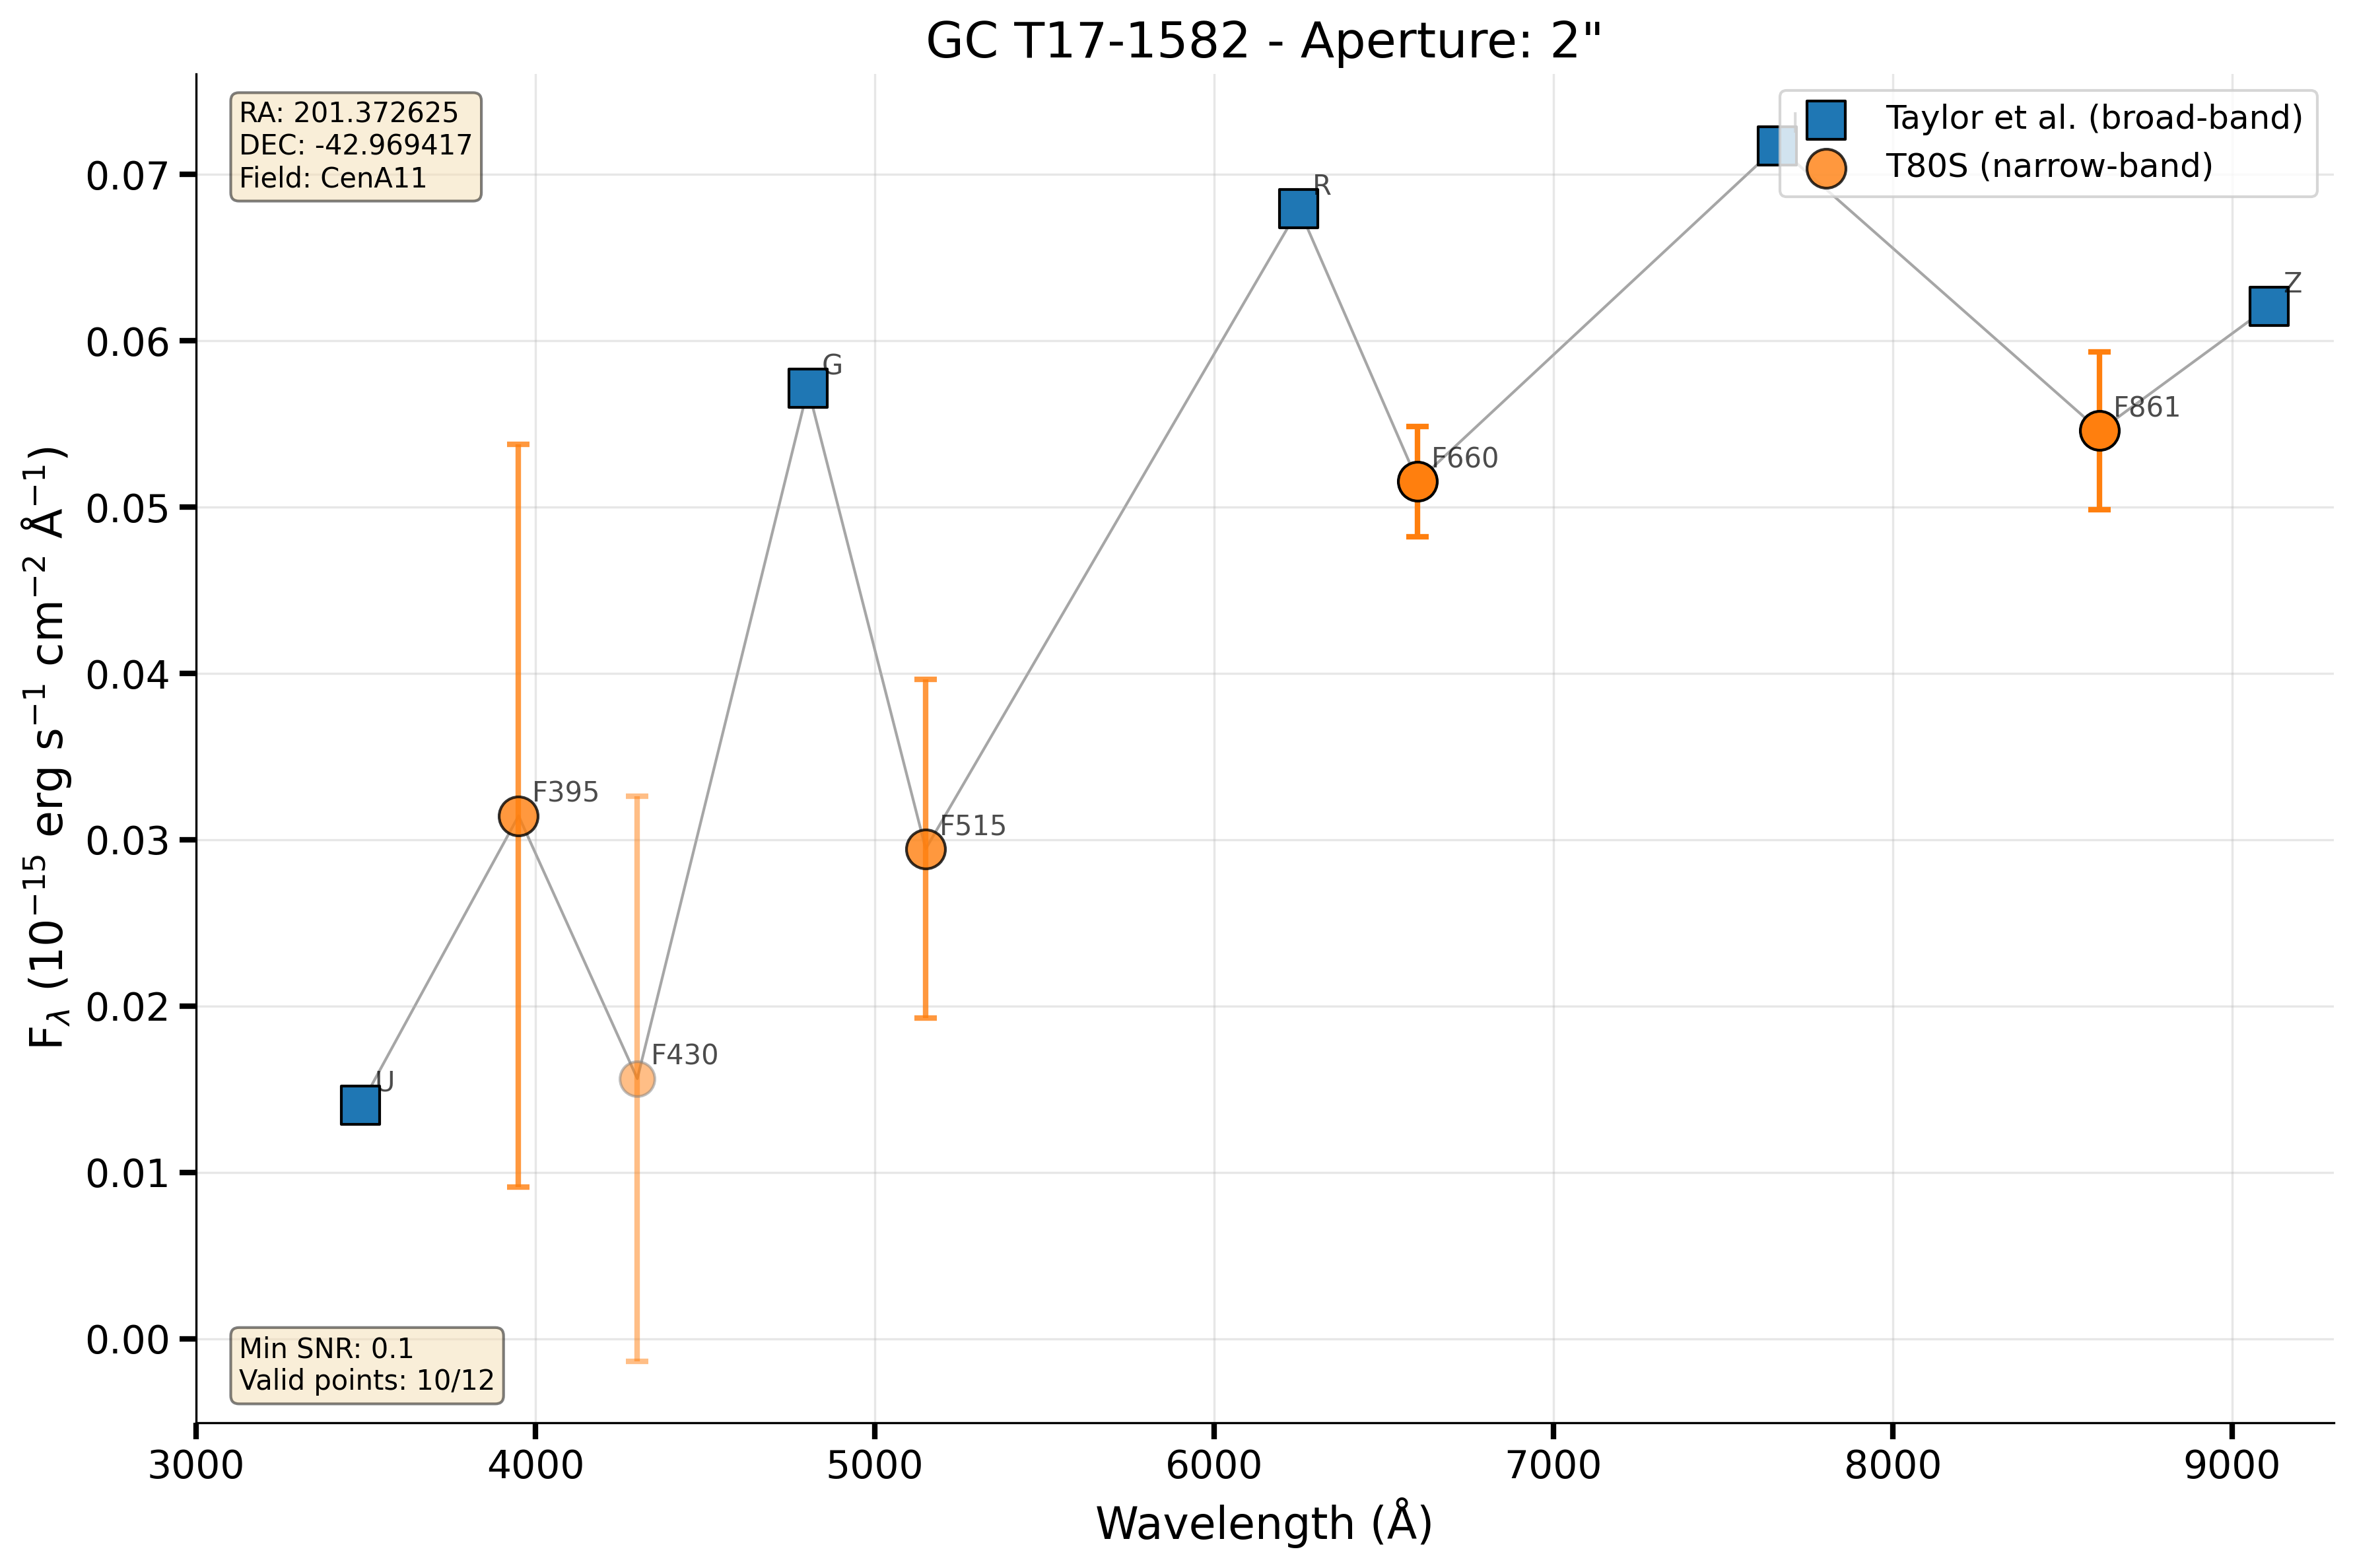 GC T17-1582 - Aperture: 2"
RA: 201.372625
DEC: -42.969417
Field: CenA11
Taylor et al. (broad-band)
T80S (narrow-band)
R
Z
G
F861
F660
F395
F515
F430
U
0.07
0.06
0.05
0.04
0.03
0.02
0.01
0.00
F_λ (10⁻¹⁵ erg s⁻¹ cm⁻² Å⁻¹)
Min SNR: 0.1
Valid points: 10/12
3000 4000 5000 6000 7000 8000 9000
Wavelength (Å)